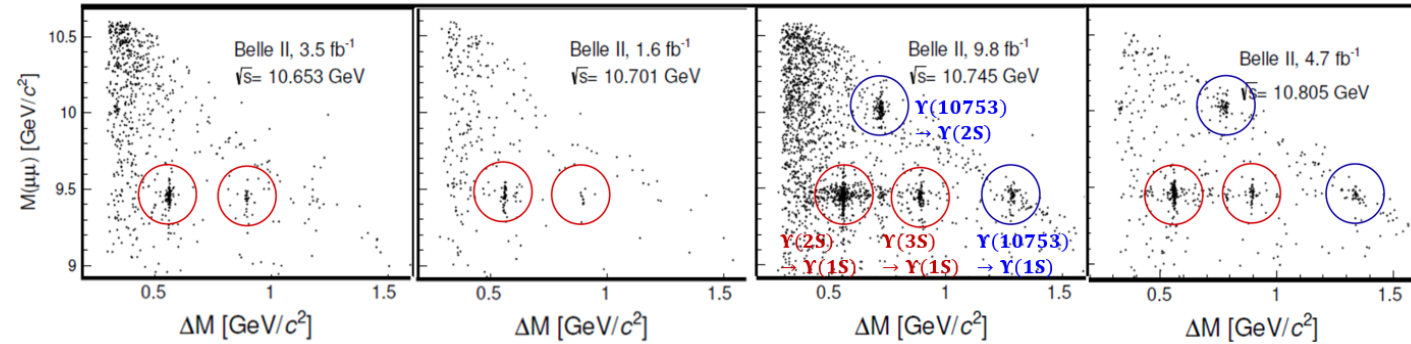 M(μμ) [GeV/c²]
10.5
10
9.5
9
Belle II, 3.5 fb⁻¹
√s= 10.653 GeV
0.5
1
1.5
ΔM [GeV/c²]
Belle II, 1.6 fb⁻¹
√s= 10.701 GeV
0.5
1
1.5
ΔM [GeV/c²]
Belle II, 9.8 fb⁻¹
√s= 10.745 GeV
ϒ(10753)
→ ϒ(2S)
ϒ(2S)
→ ϒ(1S)
ϒ(3S)
→ ϒ(1S)
ϒ(10753)
→ ϒ(1S)
0.5
1
1.5
ΔM [GeV/c²]
Belle II, 4.7 fb⁻¹
√s= 10.805 GeV
0.5
1
1.5
ΔM [GeV/c²]